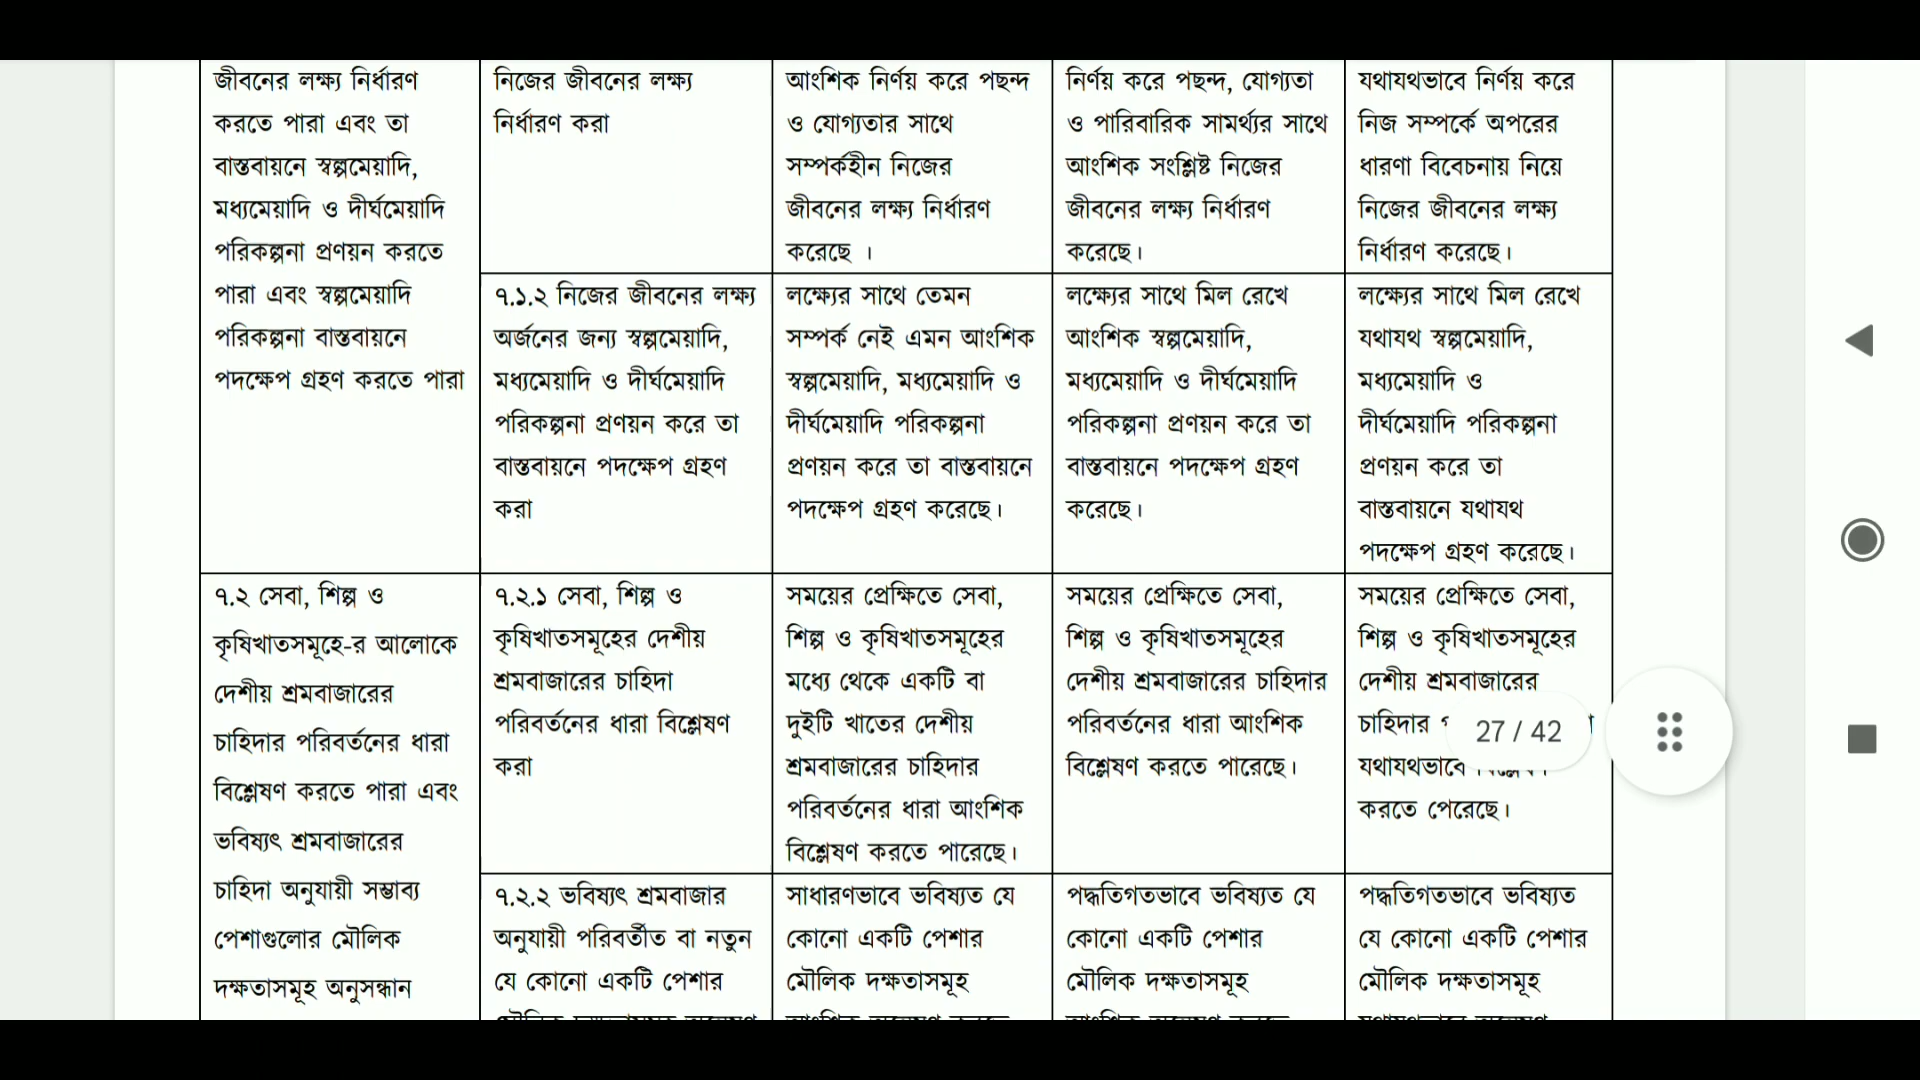 জীবনের লক্ষ্য নির্ধারণ
করতে পারা এবং তা
বাস্তবায়নে স্বল্পমেয়াদি,
মধ্যমেয়াদি ও দীর্ঘমেয়াদি
পরিকল্পনা প্রণয়ন করতে
পারা এবং স্বল্পমেয়াদি
পরিকল্পনা বাস্তবায়নে
পদক্ষেপ গ্রহণ করতে পারা
নিজের জীবনের লক্ষ্য
নির্ধারণ করা
আংশিক নির্ণয় করে পছন্দ
ও যোগ্যতার সাথে
সম্পর্কহীন নিজের
জীবনের লক্ষ্য নির্ধারণ
করেছে ।
নির্ণয় করে পছন্দ, যোগ্যতা
ও পারিবারিক সামর্থ্যর সাথে
আংশিক সংশ্লিষ্ট নিজের
জীবনের লক্ষ্য নির্ধারণ
করেছে।
যথাযথভাবে নির্ণয় করে
নিজ সম্পর্কে অপরের
ধারণা বিবেচনায় নিয়ে
নিজের জীবনের লক্ষ্য
নির্ধারণ করেছে।
৭.১.২ নিজের জীবনের লক্ষ্য
অর্জনের জন্য স্বল্পমেয়াদি,
মধ্যমেয়াদি ও দীর্ঘমেয়াদি
পরিকল্পনা প্রণয়ন করে তা
বাস্তবায়নে পদক্ষেপ গ্রহণ
করা
লক্ষ্যের সাথে তেমন
সম্পর্ক নেই এমন আংশিক
স্বল্পমেয়াদি, মধ্যমেয়াদি ও
দীর্ঘমেয়াদি পরিকল্পনা
প্রণয়ন করে তা বাস্তবায়নে
পদক্ষেপ গ্রহণ করেছে।
লক্ষ্যের সাথে মিল রেখে
আংশিক স্বল্পমেয়াদি,
মধ্যমেয়াদি ও দীর্ঘমেয়াদি
পরিকল্পনা প্রণয়ন করে তা
বাস্তবায়নে পদক্ষেপ গ্রহণ
করেছে।
লক্ষ্যের সাথে মিল রেখে
যথাযথ স্বল্পমেয়াদি,
মধ্যমেয়াদি ও
দীর্ঘমেয়াদি পরিকল্পনা
প্রণয়ন করে তা
বাস্তবায়নে যথাযথ
পদক্ষেপ গ্রহণ করেছে।
৭.২ সেবা, শিল্প ও
কৃষিখাতসমূহে-র আলোকে
দেশীয় শ্রমবাজারের
চাহিদার পরিবর্তনের ধারা
বিশ্লেষণ করতে পারা এবং
ভবিষ্যৎ শ্রমবাজারের
চাহিদা অনুযায়ী সম্ভাব্য
পেশাগুলোর মৌলিক
দক্ষতাসমূহ অনুসন্ধান
৭.২.১ সেবা, শিল্প ও
কৃষিখাতসমূহের দেশীয়
শ্রমবাজারের চাহিদা
পরিবর্তনের ধারা বিশ্লেষণ
করা
সময়ের প্রেক্ষিতে সেবা,
শিল্প ও কৃষিখাতসমূহের
মধ্যে থেকে একটি বা
দুইটি খাতের দেশীয়
শ্রমবাজারের চাহিদার
পরিবর্তনের ধারা আংশিক
বিশ্লেষণ করতে পারেছে।
সময়ের প্রেক্ষিতে সেবা,
শিল্প ও কৃষিখাতসমূহের
দেশীয় শ্রমবাজারের চাহিদার
পরিবর্তনের ধারা আংশিক
বিশ্লেষণ করতে পারেছে।
সময়ের প্রেক্ষিতে সেবা,
শিল্প ও কৃষিখাতসমূহের
দেশীয় শ্রমবাজারের
চাহিদার
যথাযথভাবে
করতে পেরেছে।
27 / 42
৭.২.২ ভবিষ্যৎ শ্রমবাজার
অনুযায়ী পরিবর্তীত বা নতুন
যে কোনো একটি পেশার
সাধারণভাবে ভবিষ্যত যে
কোনো একটি পেশার
মৌলিক দক্ষতাসমূহ
পদ্ধতিগতভাবে ভবিষ্যত যে
কোনো একটি পেশার
মৌলিক দক্ষতাসমূহ
পদ্ধতিগতভাবে ভবিষ্যত
যে কোনো একটি পেশার
মৌলিক দক্ষতাসমূহ